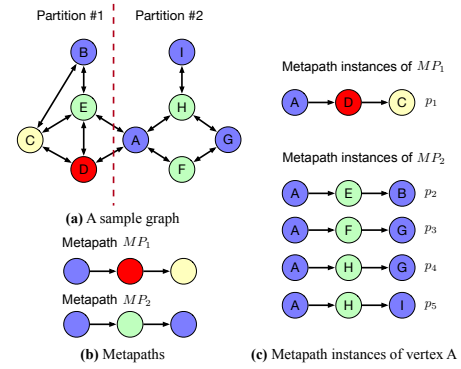 Partition #1 Partition #2
B I
E H
C A G
D F
(a) A sample graph
Metapath MP1
Metapath MP2
(b) Metapaths
Metapath instances of MP1
A D C p1
Metapath instances of MP2
A E B p2
A F G p3
A H G p4
A H I p5
(c) Metapath instances of vertex A